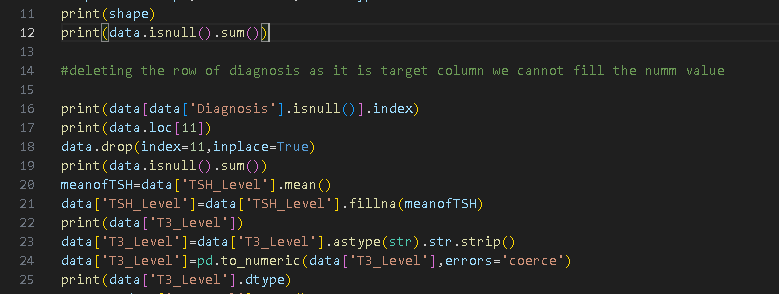 11 print(shape)
12 print(data.isnull().sum())
13
14 #deleting the row of diagnosis as it is target column we cannot fill the numm value
15
16 print(data[data['Diagnosis'].isnull()].index)
17 print(data.loc[11])
18 data.drop(index=11,inplace=True)
19 print(data.isnull().sum())
20 meanofTSH=data['TSH_Level'].mean()
21 data['TSH_Level']=data['TSH_Level'].fillna(meanofTSH)
22 print(data['T3_Level'])
23 data['T3_Level']=data['T3_Level'].astype(str).str.strip()
24 data['T3_Level']=pd.to_numeric(data['T3_Level'],errors='coerce')
25 print(data['T3_Level'].dtype)